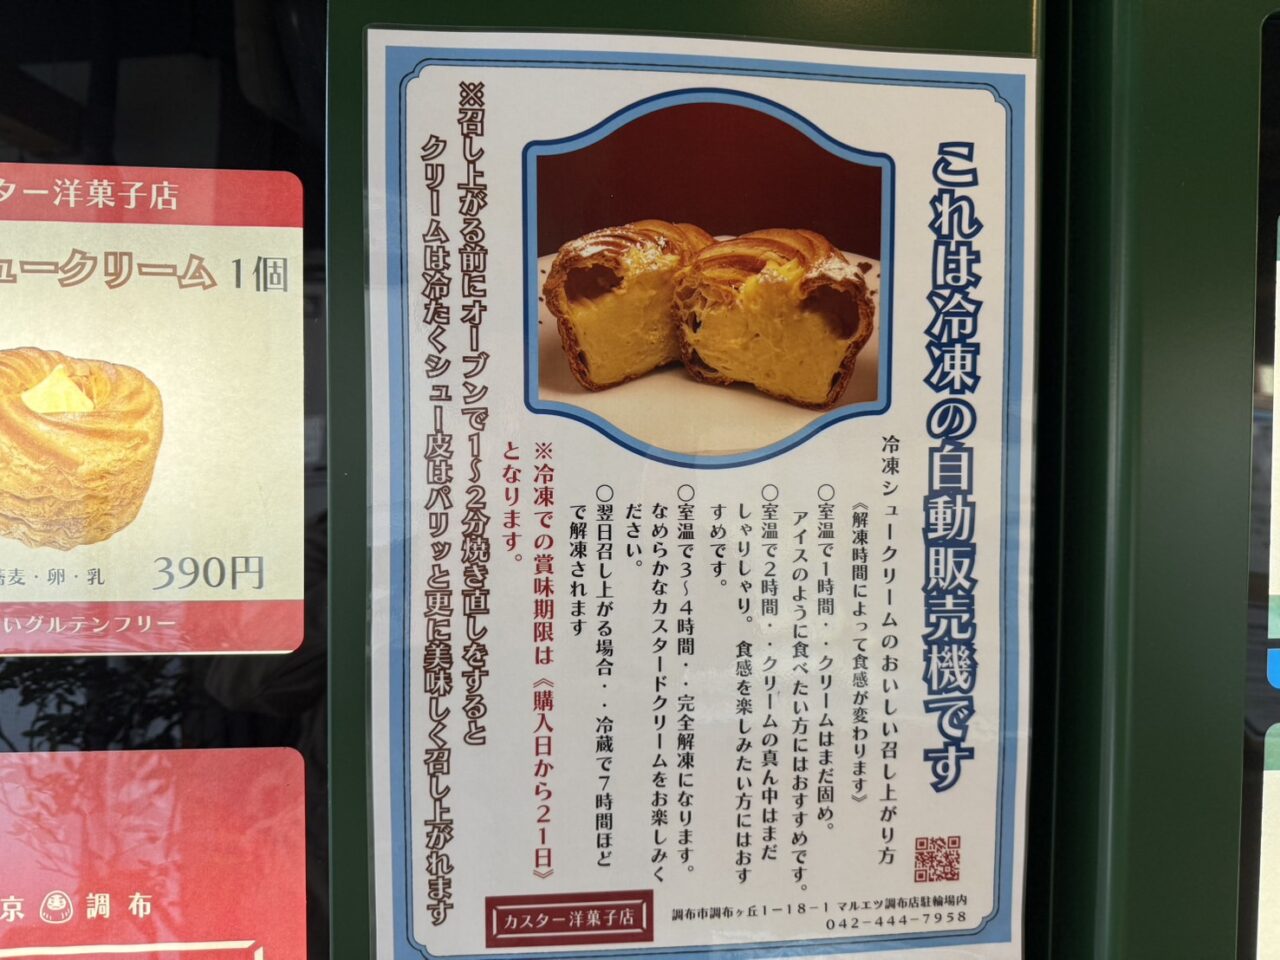 これは冷凍の自動販売機です
冷凍シュークリームのおいしい召し上がり方
《解凍時間によって食感が変わります》
○室温で1時間・・クリームはまだ固め。
アイスのように食べたい方にはおすすめです。
○室温で2時間・・クリームの真ん中はまだ
しゃりしゃり。食感を楽しみたい方にはおす
すめです。
○室温で3～4時間・・完全解凍になります。
なめらかなカスタードクリームをお楽しみく
ださい。
○翌日召し上がる場合・・冷蔵で7時間ほど
で解凍されます
※冷凍での賞味期限は《購入日から21日》
となります。
※召し上がる前にオーブンで1～2分焼き直しをすると
クリームは冷たくシュー皮はパリッと更に美味しく召し上がれます
カスター洋菓子店
調布市調布ヶ丘1-18-1 マルエツ調布店駐輪場内
042-444-7958
スター洋菓子店
ュークリーム 1個
蕎麦・卵・乳
390円
いグルテンフリー
京 調布